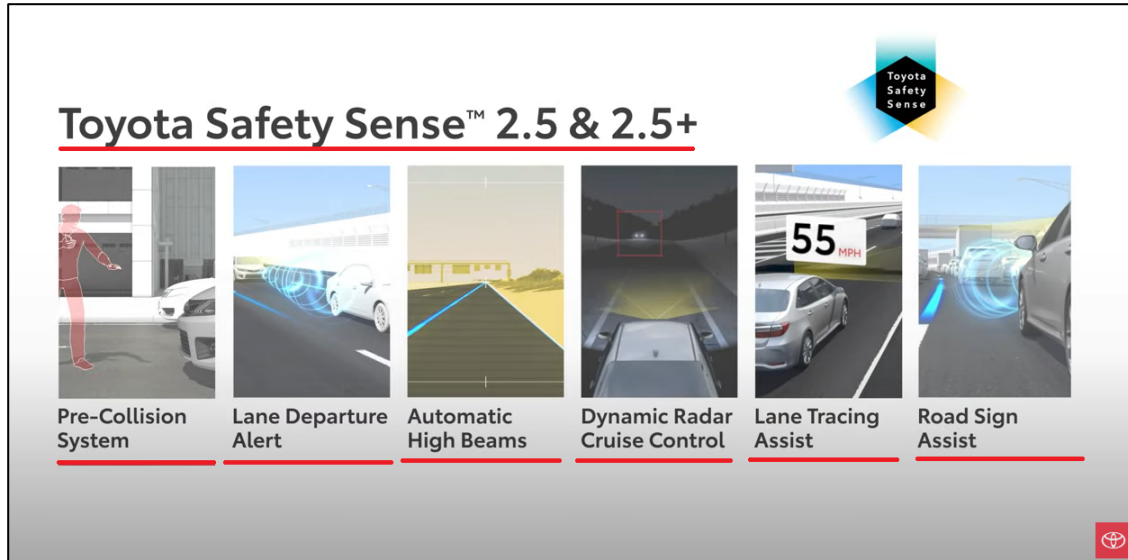 Toyota
Safety
Sense
Toyota Safety Sense™ 2.5 & 2.5+
55 MPH
Pre-Collision
System
Lane Departure
Alert
Automatic
High Beams
Dynamic Radar
Cruise Control
Lane Tracing
Assist
Road Sign
Assist